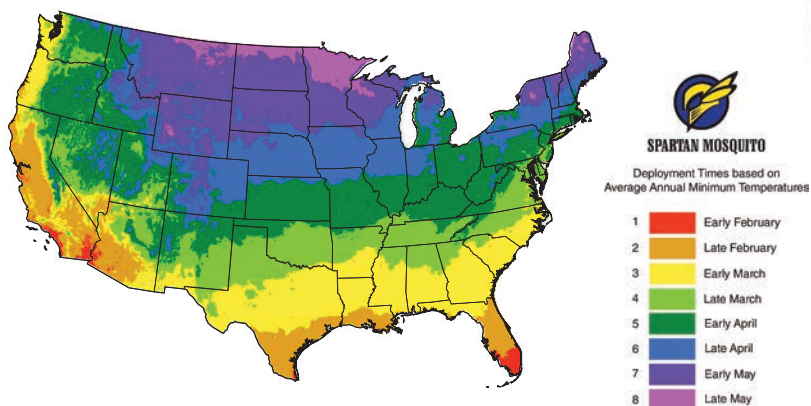 SPARTAN MOSQUITO
Deployment Times based on
Average Annual Minimum Temperatures
1 Early February
2 Late February
3 Early March
4 Late March
5 Early April
6 Late April
7 Early May
8 Late May